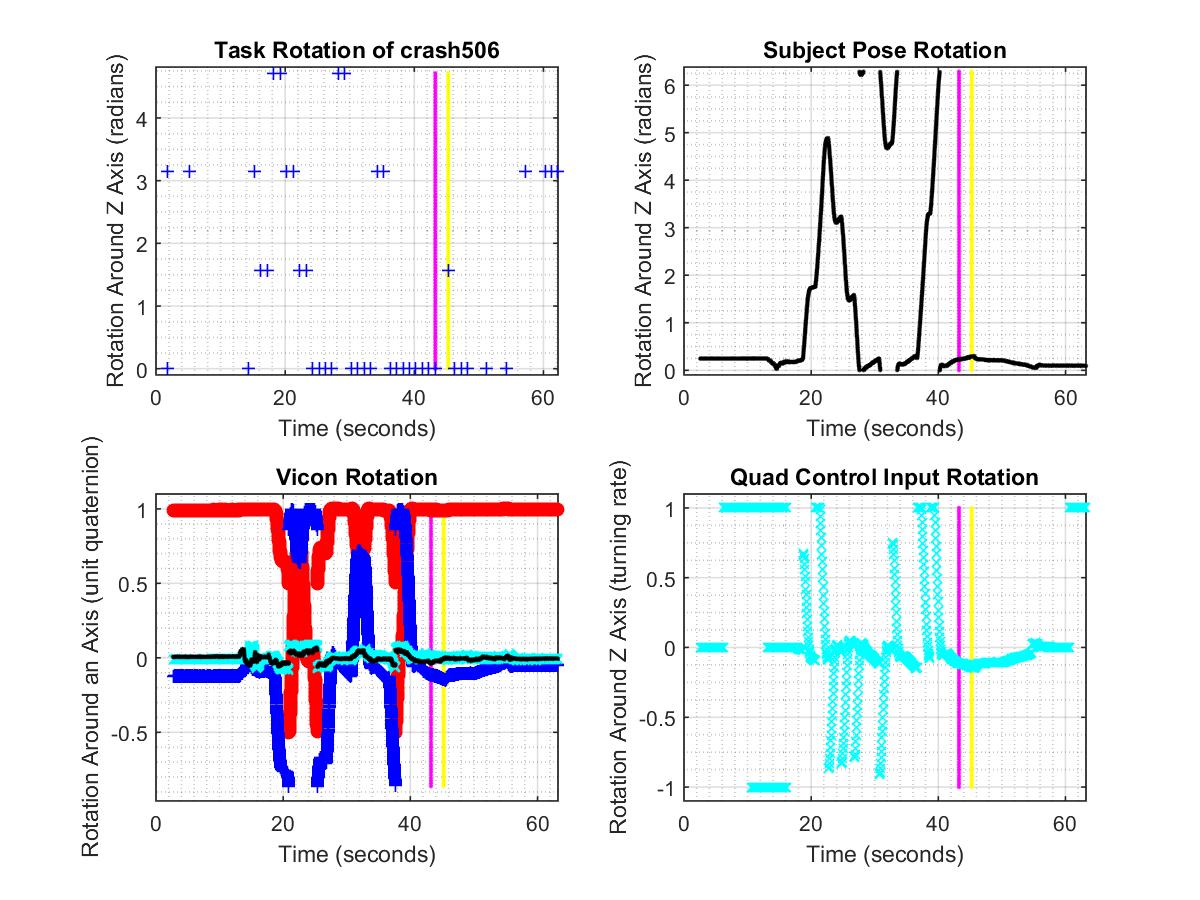 Task Rotation of crash506
Rotation Around Z Axis (radians)
4
3
2
1
0
0 20 40 60
Time (seconds)
Subject Pose Rotation
Rotation Around Z Axis (radians)
6
5
4
3
2
1
0
0 20 40 60
Time (seconds)
Vicon Rotation
Rotation Around an Axis (unit quaternion)
1
0.5
0
-0.5
0 20 40 60
Time (seconds)
Quad Control Input Rotation
Rotation Around Z Axis (turning rate)
1
0.5
0
-0.5
-1
0 20 40 60
Time (seconds)